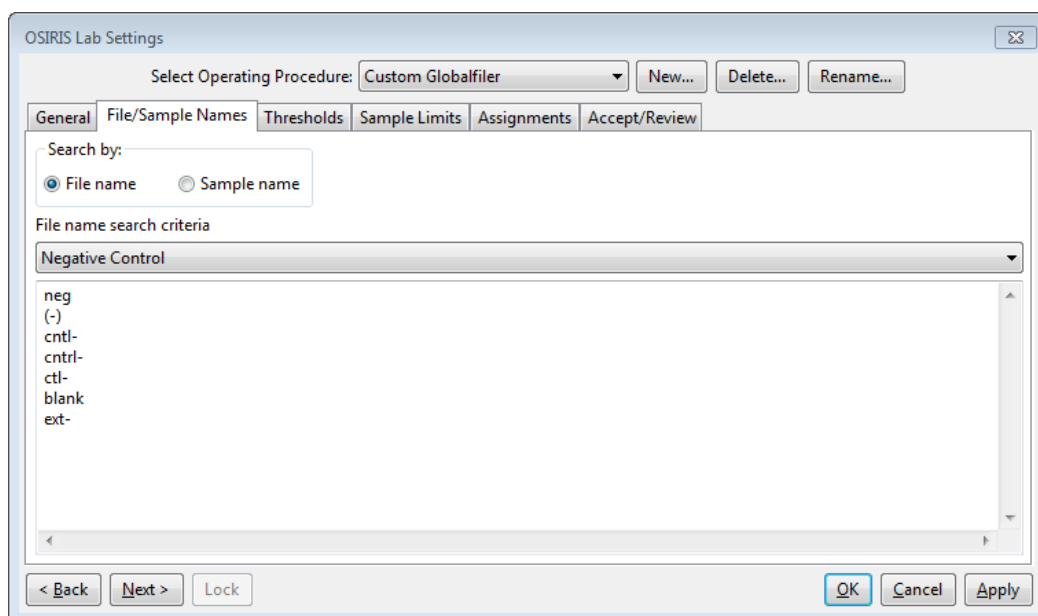 OSIRIS Lab Settings
Select Operating Procedure: Custom Globalfiler New... Delete... Rename...
General File/Sample Names Thresholds Sample Limits Assignments Accept/Review
Search by:
File name Sample name
File name search criteria
Negative Control
neg
(-)
cntl-
cntrl-
ctl-
blank
ext-
< Back Next > Lock OK Cancel Apply